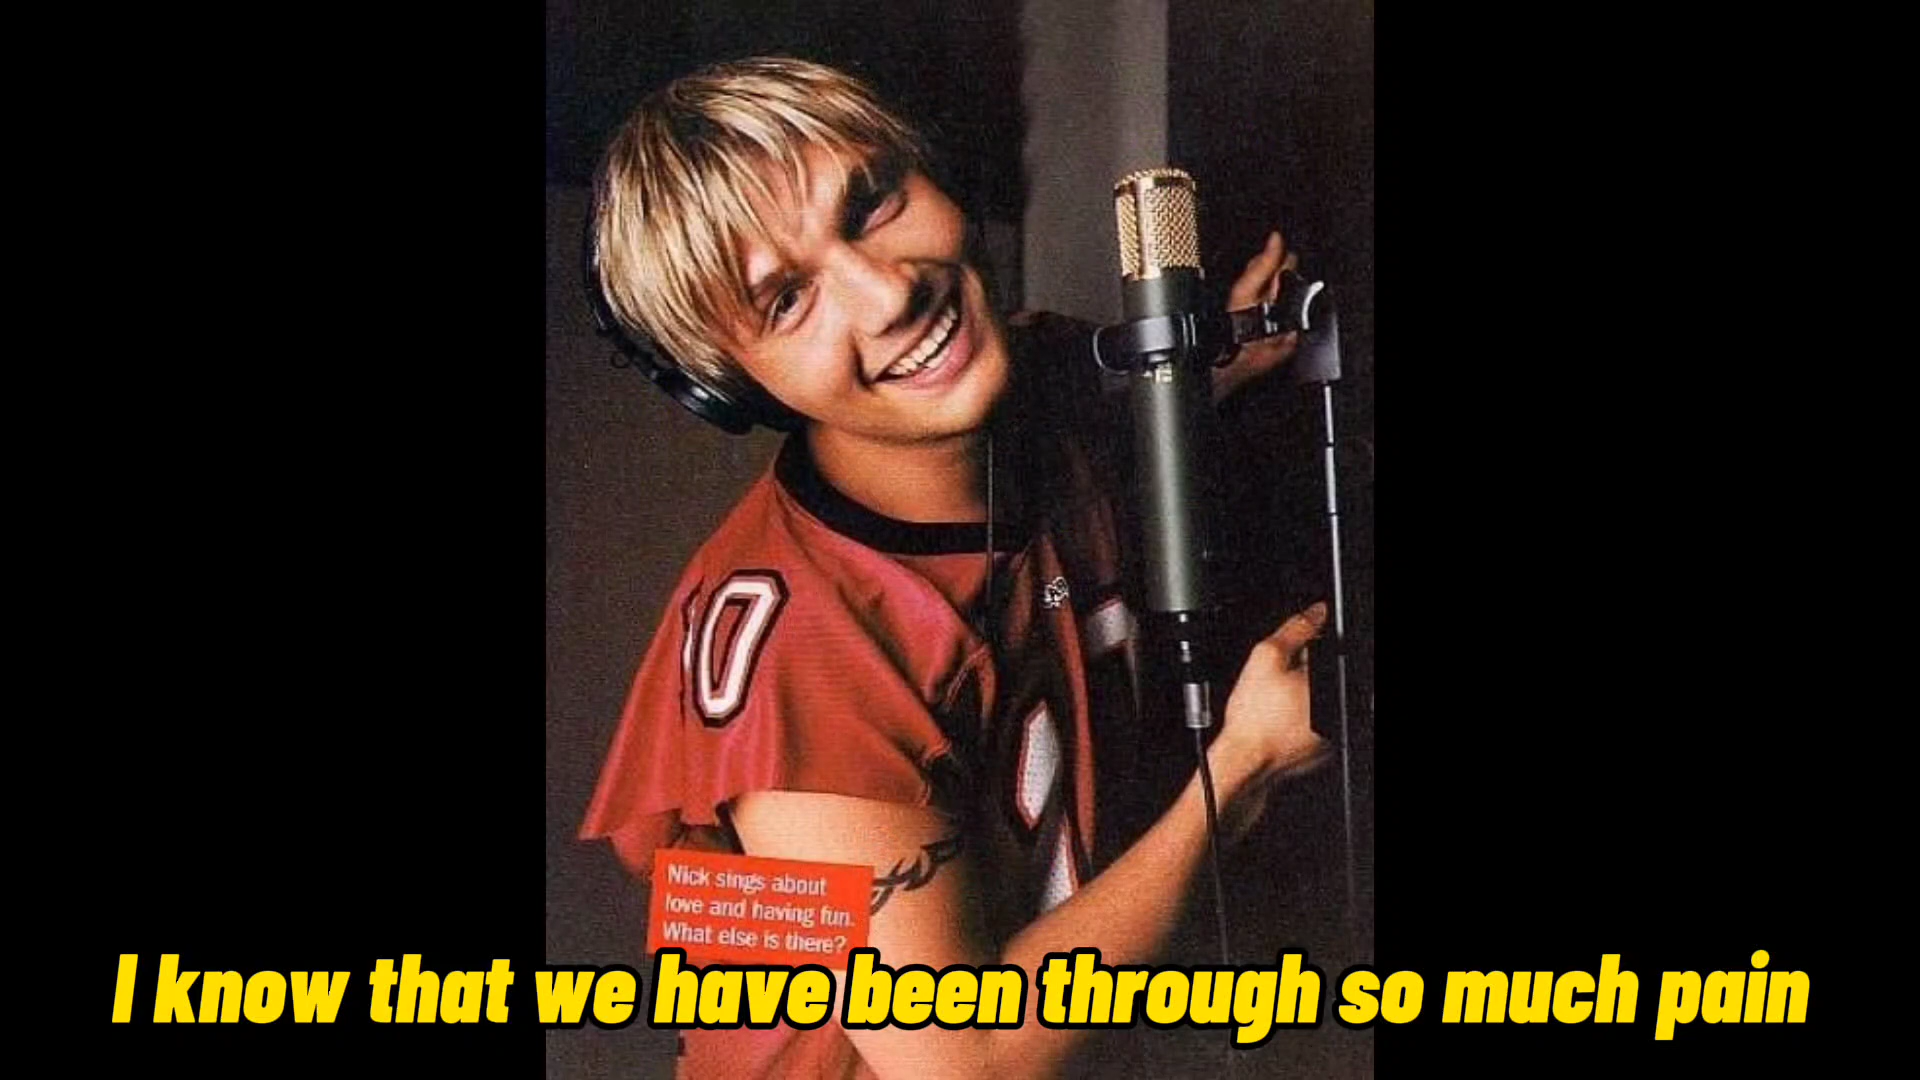 0
Nick sings about
love and having fun.
What else is there?
I know that we have been through so much pain